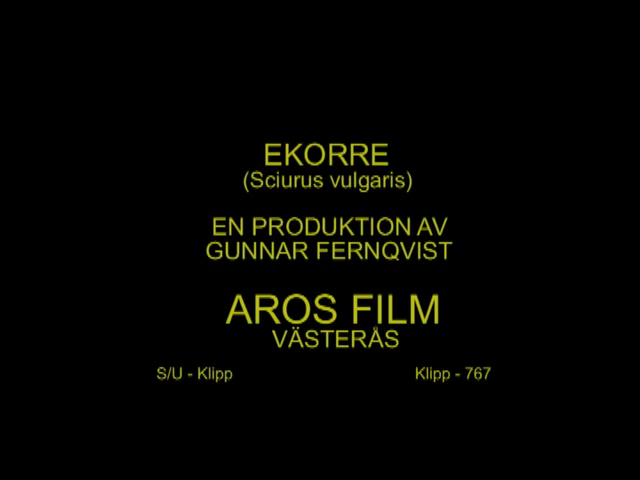 EKORRE
(Sciurus vulgaris)
EN PRODUKTION AV
GUNNAR FERNQVIST
AROS FILM
VÄSTERÅS
S/U - Klipp Klipp - 767